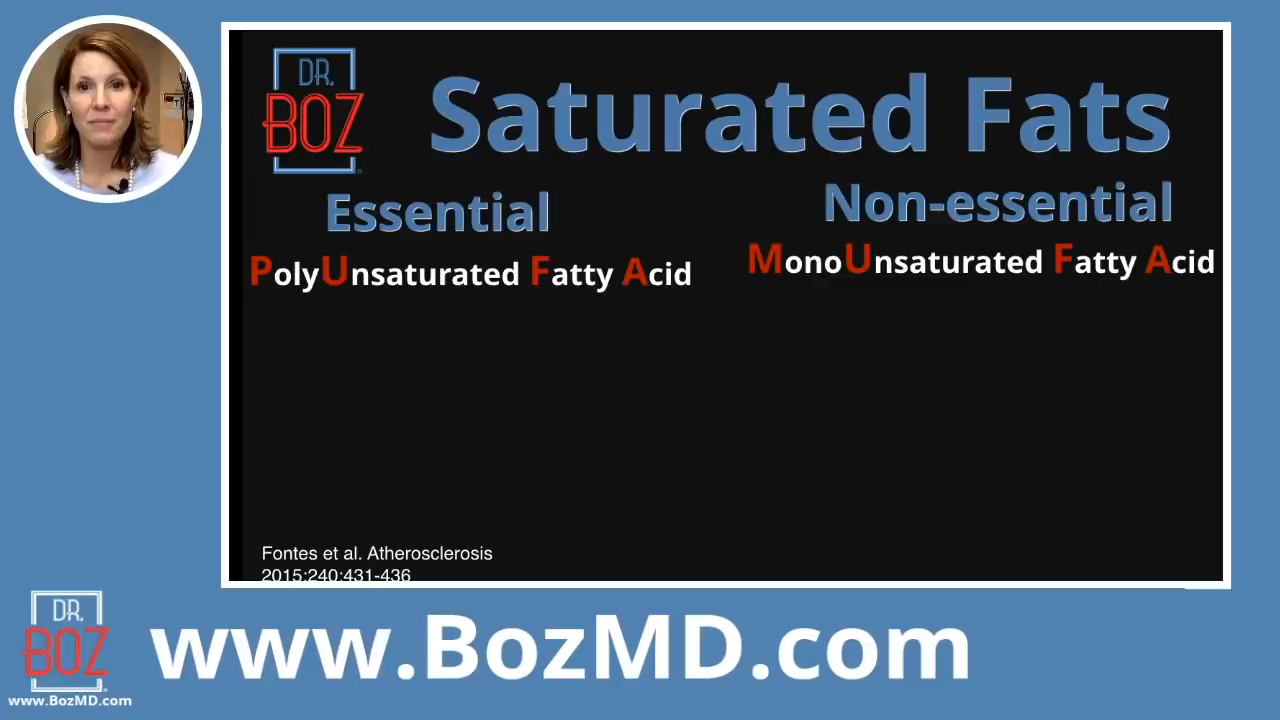 DR.
BOZ
Saturated Fats
Essential
Non-essential
PolyUnsaturated Fatty Acid
MonoUnsaturated Fatty Acid
Fontes et al. Atherosclerosis
2015;240:431-436
DR.
BOZ
www.BozMD.com
www.BozMD.com